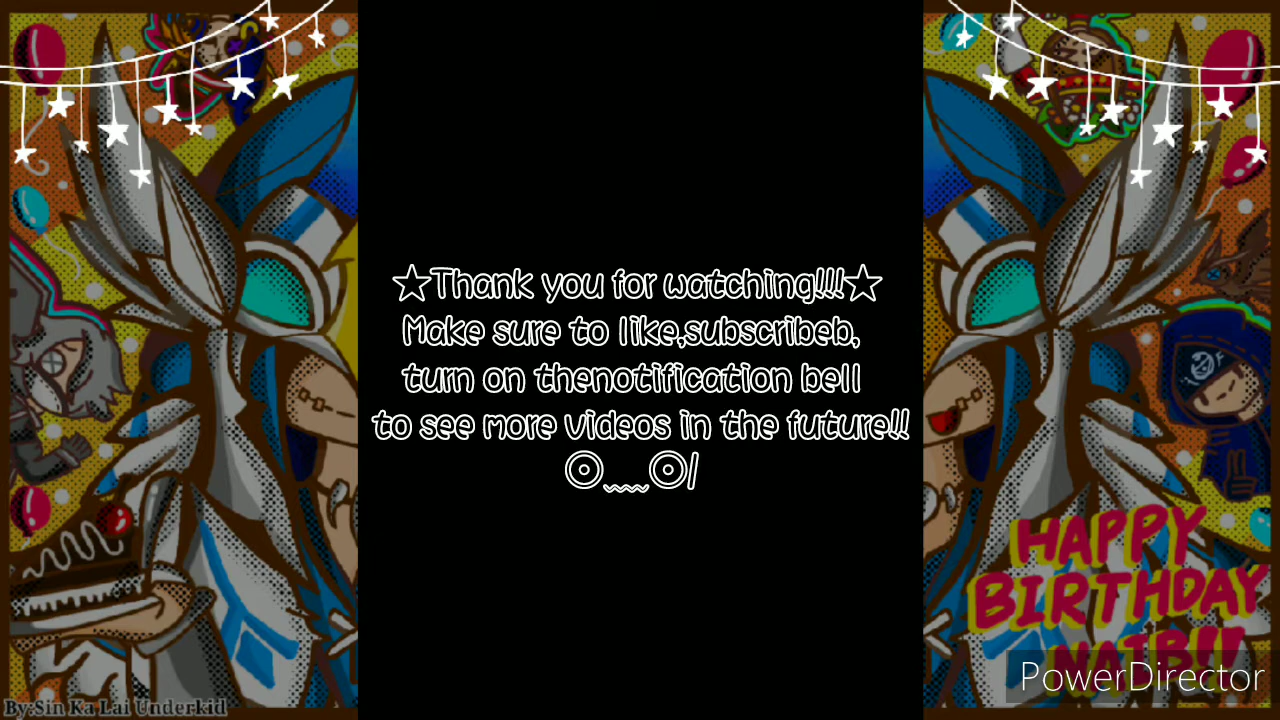 ☆Thank you for watching!!!☆
Make sure to like,subscribeb,
turn on thenotification bell
to see more videos in the future!!
◎﹏◎/
HAPPY
BIRTHDAY
NAIB!!
PowerDirector
By:Sin Ka Lai Underkid